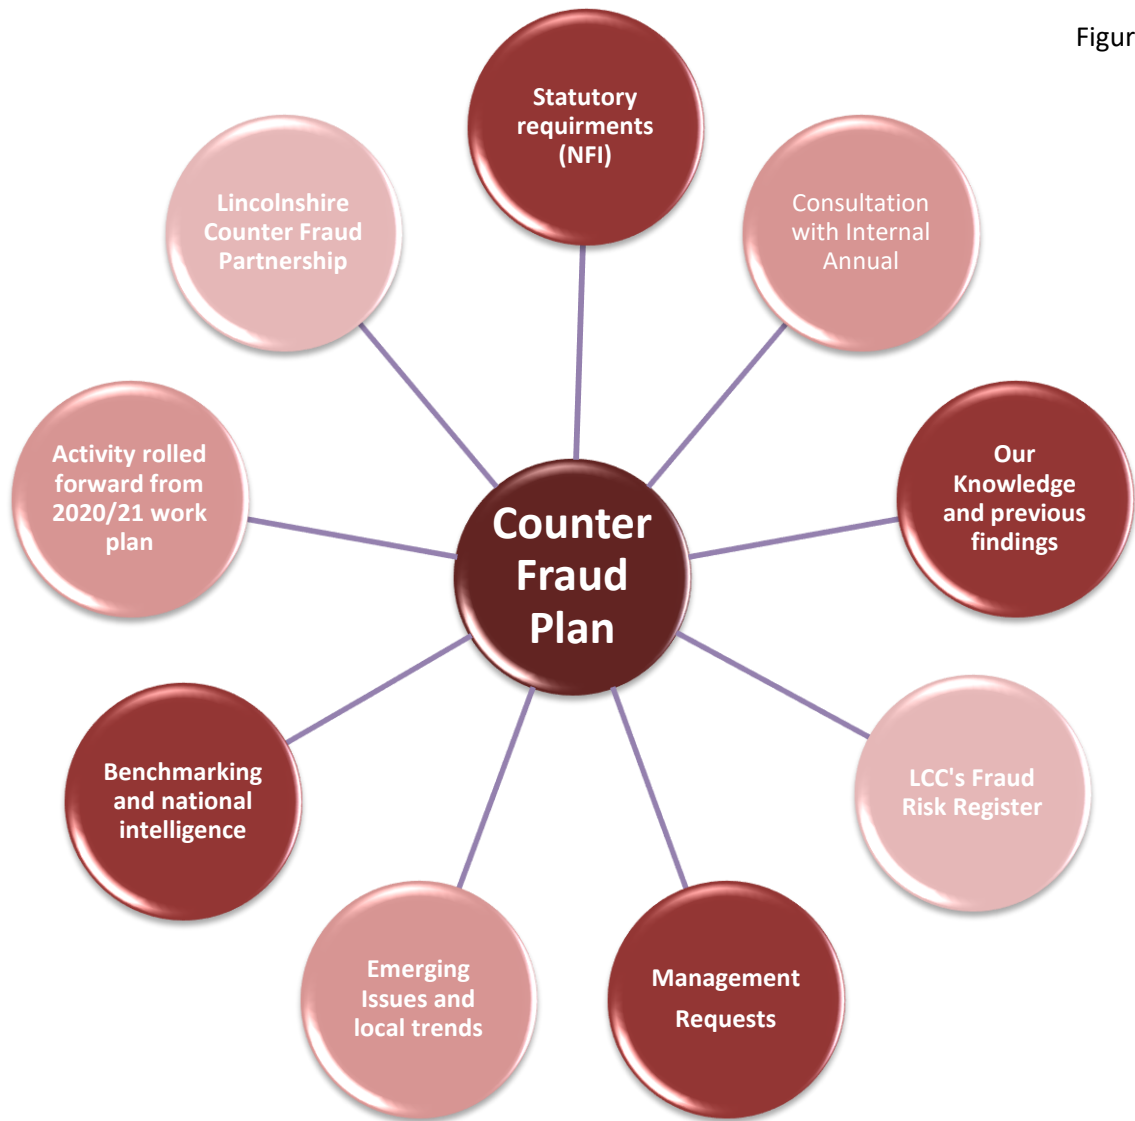 Figur
Statutory
requirments
(NFI)
Consultation
with Internal
Annual
Our
Knowledge
and previous
findings
LCC's Fraud
Risk Register
Management
Requests
Emerging
Issues and
local trends
Benchmarking
and national
intelligence
Activity rolled
forward from
2020/21 work
plan
Lincolnshire
Counter Fraud
Partnership
Counter
Fraud
Plan